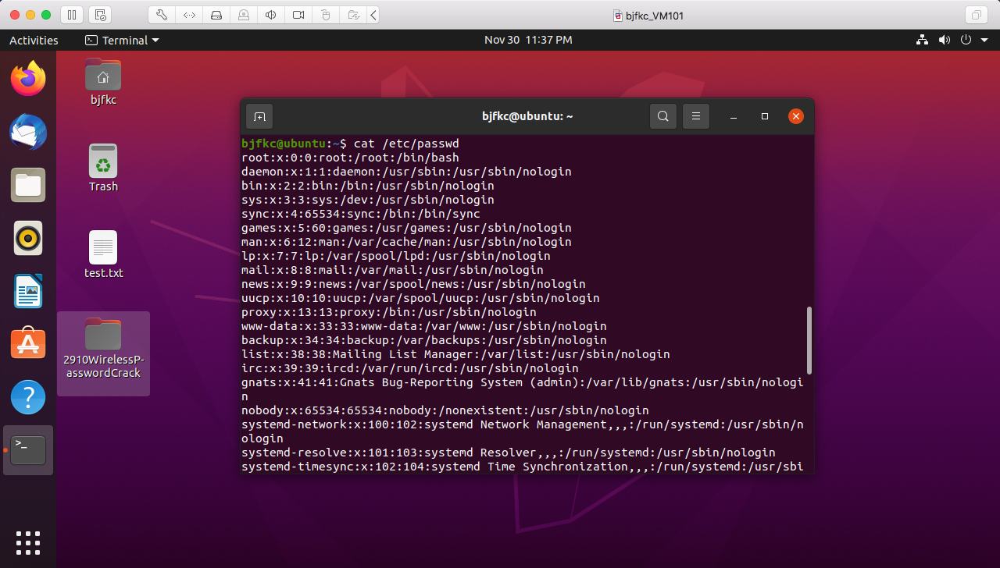 bjfkc_VM101
Activities
Terminal
Nov 30 11:37 PM
bjfkc
Trash
test.txt
2910WirelessP-
asswordCrack
bjfkc@ubuntu: ~
bjfkc@ubuntu:~$ cat /etc/passwd
root:x:0:0:root:/root:/bin/bash
daemon:x:1:1:daemon:/usr/sbin:/usr/sbin/nologin
bin:x:2:2:bin:/bin:/usr/sbin/nologin
sys:x:3:3:sys:/dev:/usr/sbin/nologin
sync:x:4:65534:sync:/bin:/bin/sync
games:x:5:60:games:/usr/games:/usr/sbin/nologin
man:x:6:12:man:/var/cache/man:/usr/sbin/nologin
lp:x:7:7:lp:/var/spool/lpd:/usr/sbin/nologin
mail:x:8:8:mail:/var/mail:/usr/sbin/nologin
news:x:9:9:news:/var/spool/news:/usr/sbin/nologin
uucp:x:10:10:uucp:/var/spool/uucp:/usr/sbin/nologin
proxy:x:13:13:proxy:/bin:/usr/sbin/nologin
www-data:x:33:33:www-data:/var/www:/usr/sbin/nologin
backup:x:34:34:backup:/var/backups:/usr/sbin/nologin
list:x:38:38:Mailing List Manager:/var/list:/usr/sbin/nologin
irc:x:39:39:ircd:/var/run/ircd:/usr/sbin/nologin
gnats:x:41:41:Gnats Bug-Reporting System (admin):/var/lib/gnats:/usr/sbin/nologi
n
nobody:x:65534:65534:nobody:/nonexistent:/usr/sbin/nologin
systemd-network:x:100:102:systemd Network Management,,,:/run/systemd:/usr/sbin/n
ologin
systemd-resolve:x:101:103:systemd Resolver,,,:/run/systemd:/usr/sbin/nologin
systemd-timesync:x:102:104:systemd Time Synchronization,,,:/run/systemd:/usr/sbi